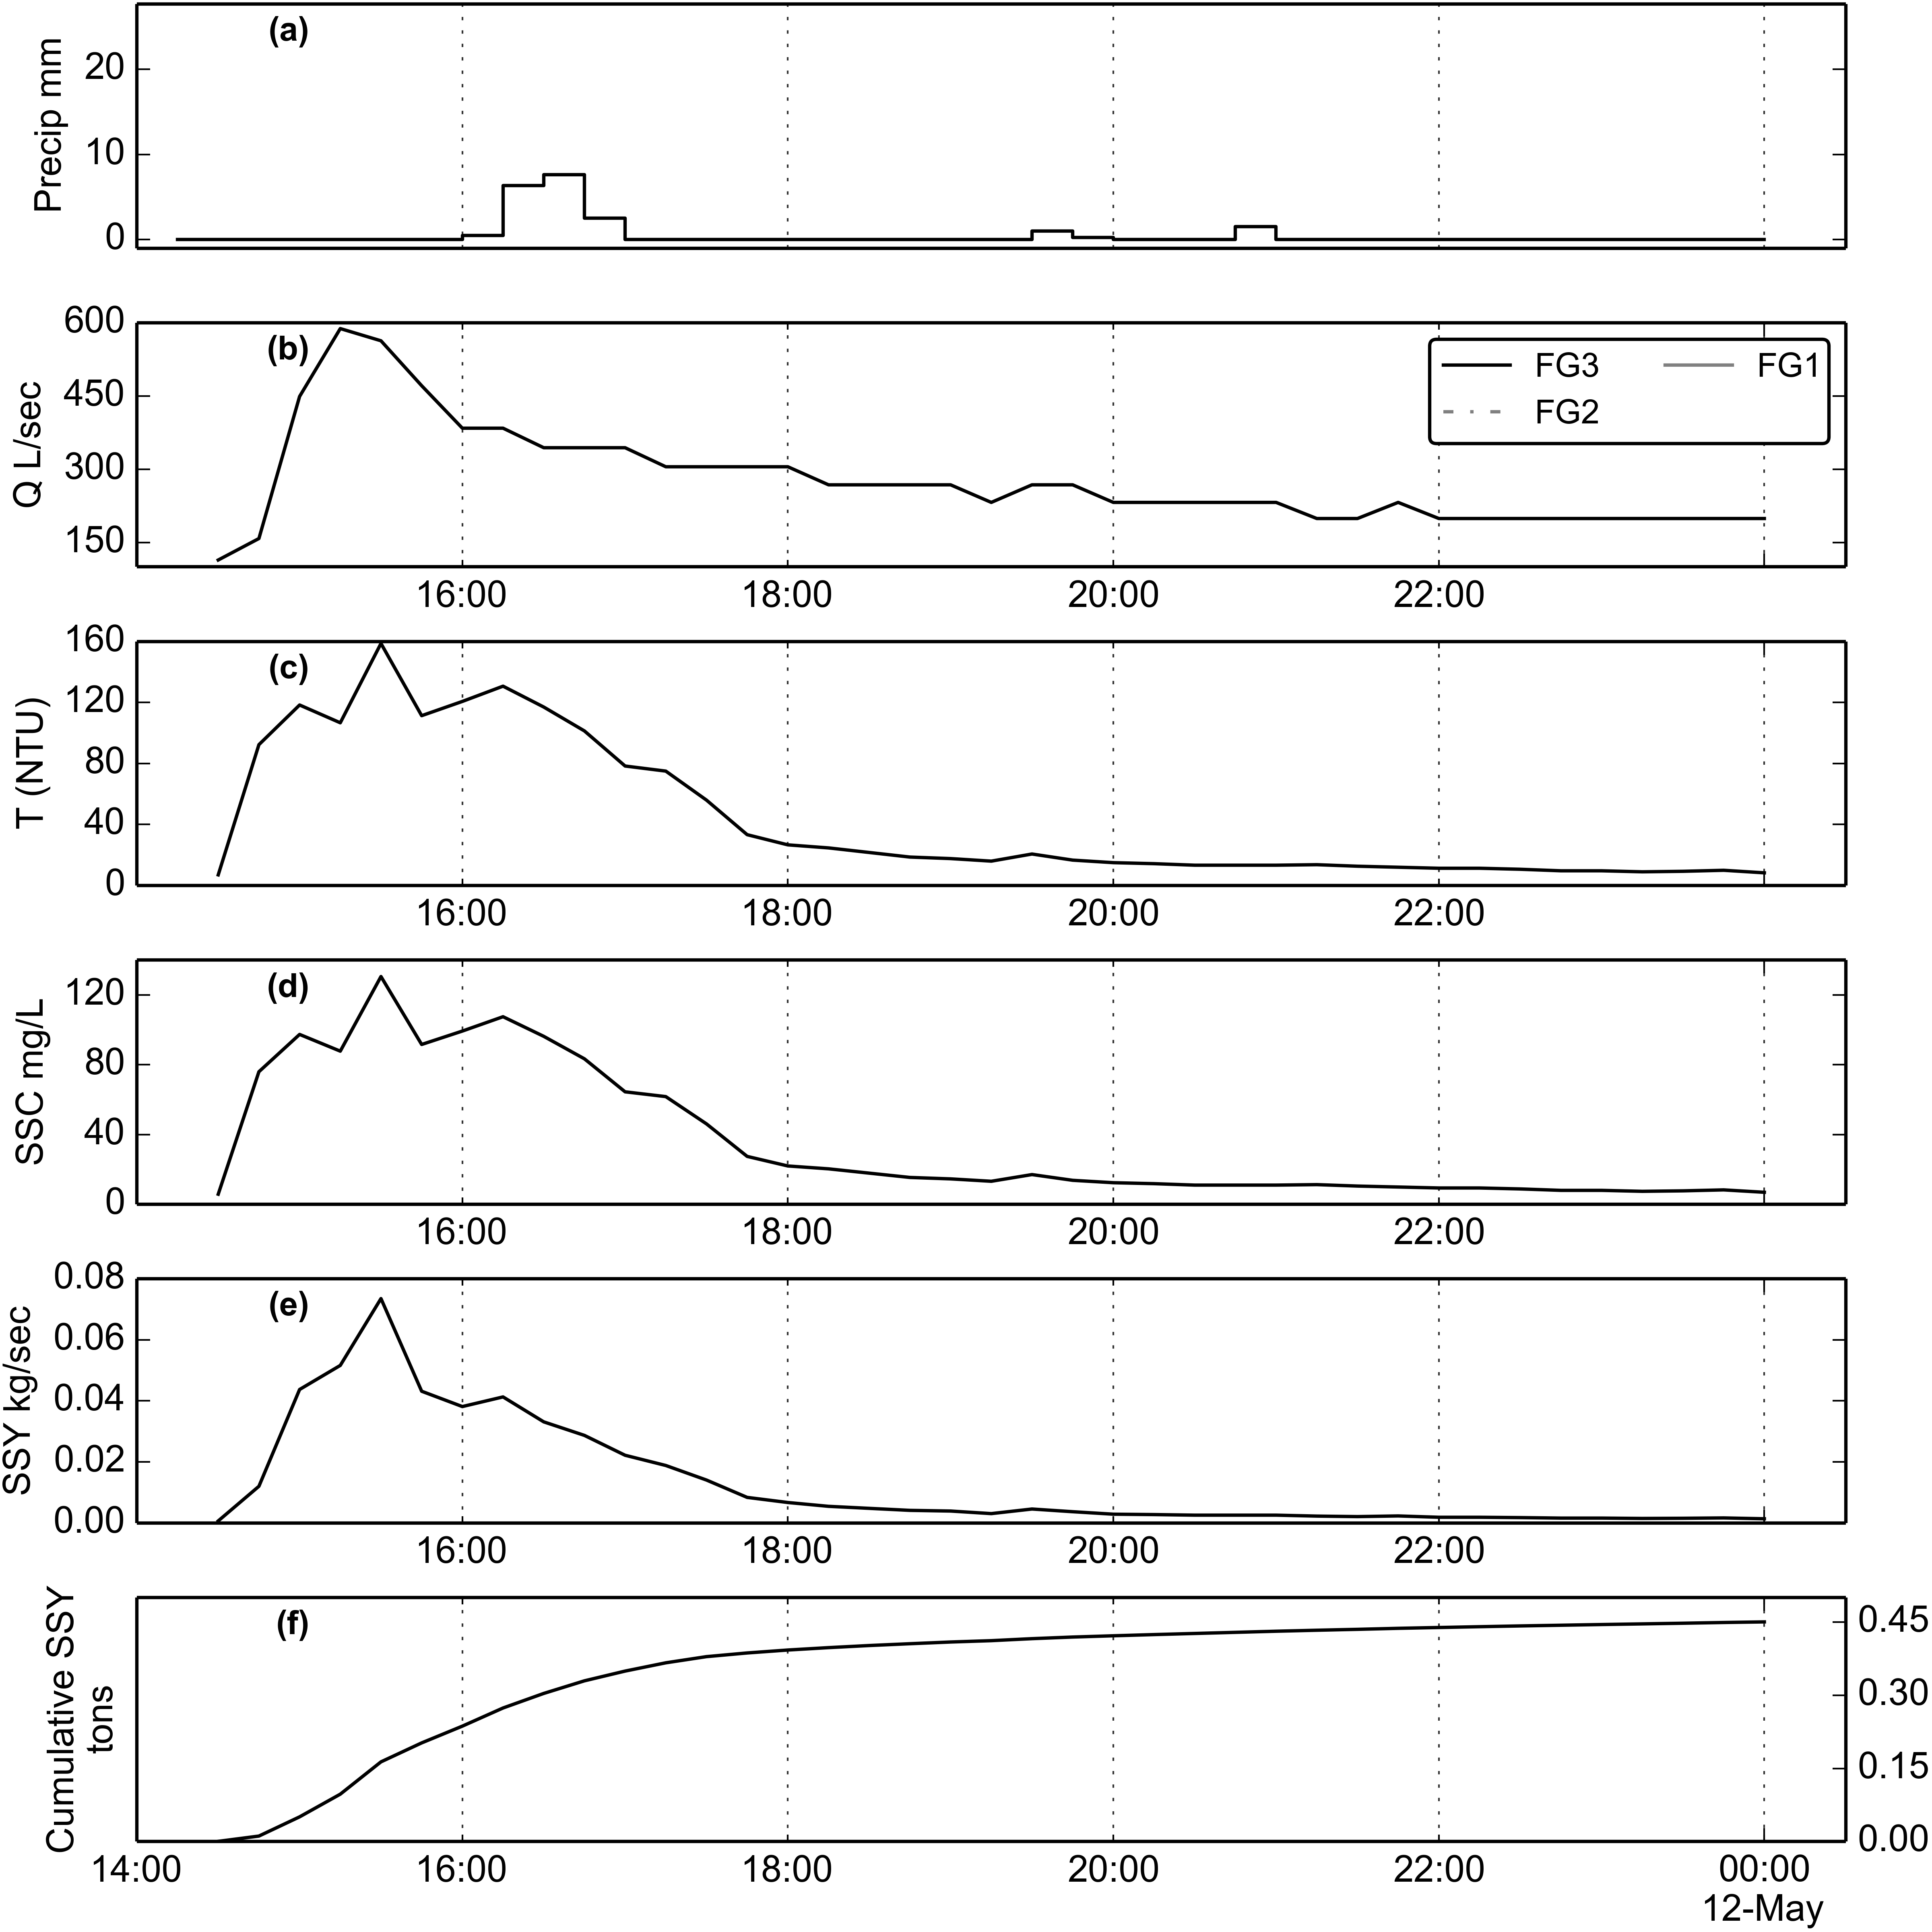 (a)
Precip mm
20
10
0
(b)
Q L/sec
600
450
300
150
FG3 FG1
FG2
16:00 18:00 20:00 22:00
(c)
T (NTU)
160
120
80
40
0
16:00 18:00 20:00 22:00
(d)
SSC mg/L
120
80
40
0
16:00 18:00 20:00 22:00
(e)
SSY kg/sec
0.08
0.06
0.04
0.02
0.00
16:00 18:00 20:00 22:00
(f)
Cumulative SSY
tons
0.45
0.30
0.15
0.00
14:00 16:00 18:00 20:00 22:00 00:00
12-May